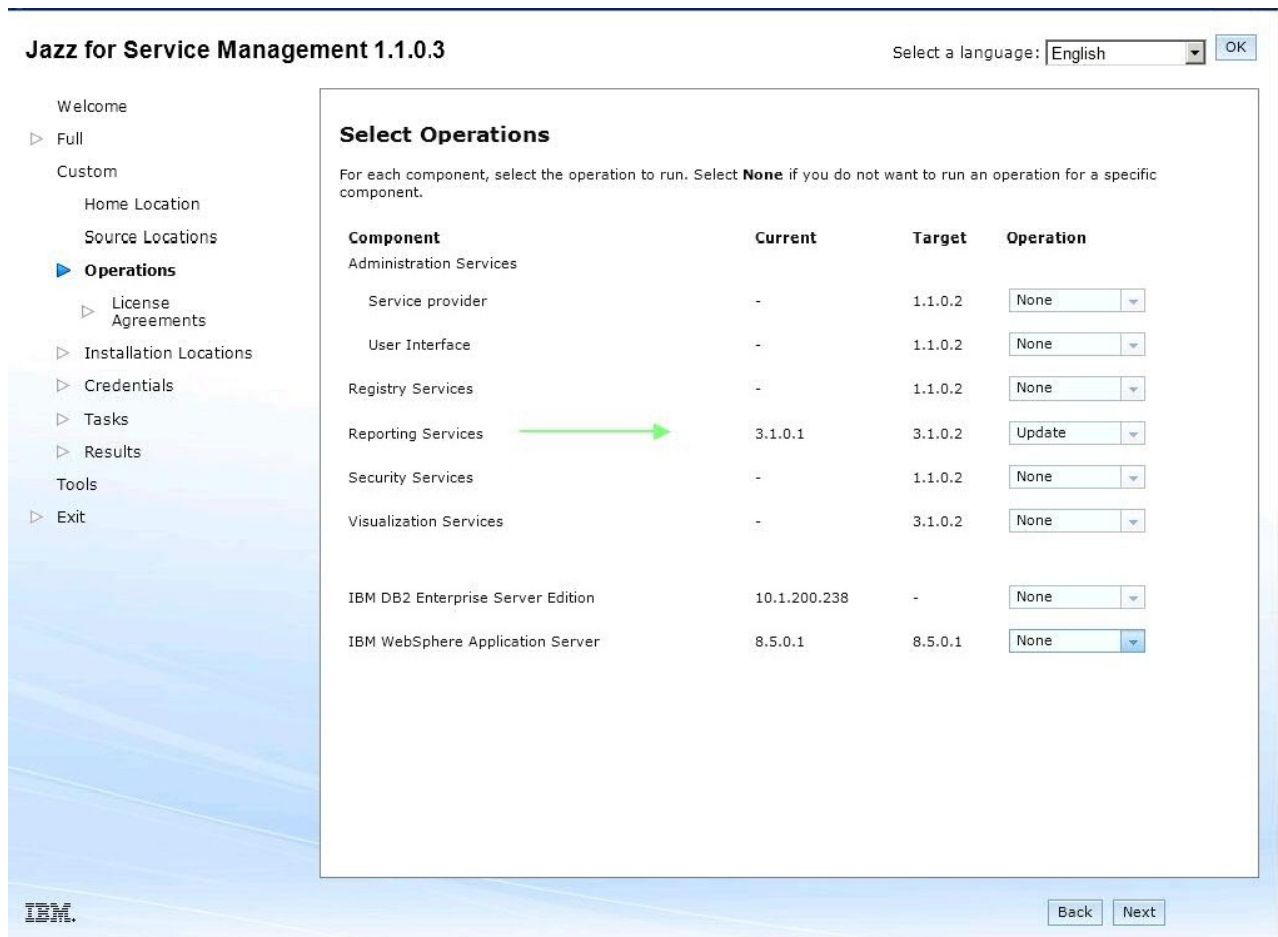 Jazz for Service Management 1.1.0.3
Select a language: English OK
Welcome
Full
Custom
Home Location
Source Locations
Operations
License
Agreements
Installation Locations
Credentials
Tasks
Results
Tools
Exit
Select Operations
For each component, select the operation to run. Select None if you do not want to run an operation for a specific
component.
Component Current Target Operation
Administration Services
Service provider - 1.1.0.2 None
User Interface - 1.1.0.2 None
Registry Services - 1.1.0.2 None
Reporting Services 3.1.0.1 3.1.0.2 Update
Security Services - 1.1.0.2 None
Visualization Services - 3.1.0.2 None
IBM DB2 Enterprise Server Edition 10.1.200.238 - None
IBM WebSphere Application Server 8.5.0.1 8.5.0.1 None
IBM.
Back Next